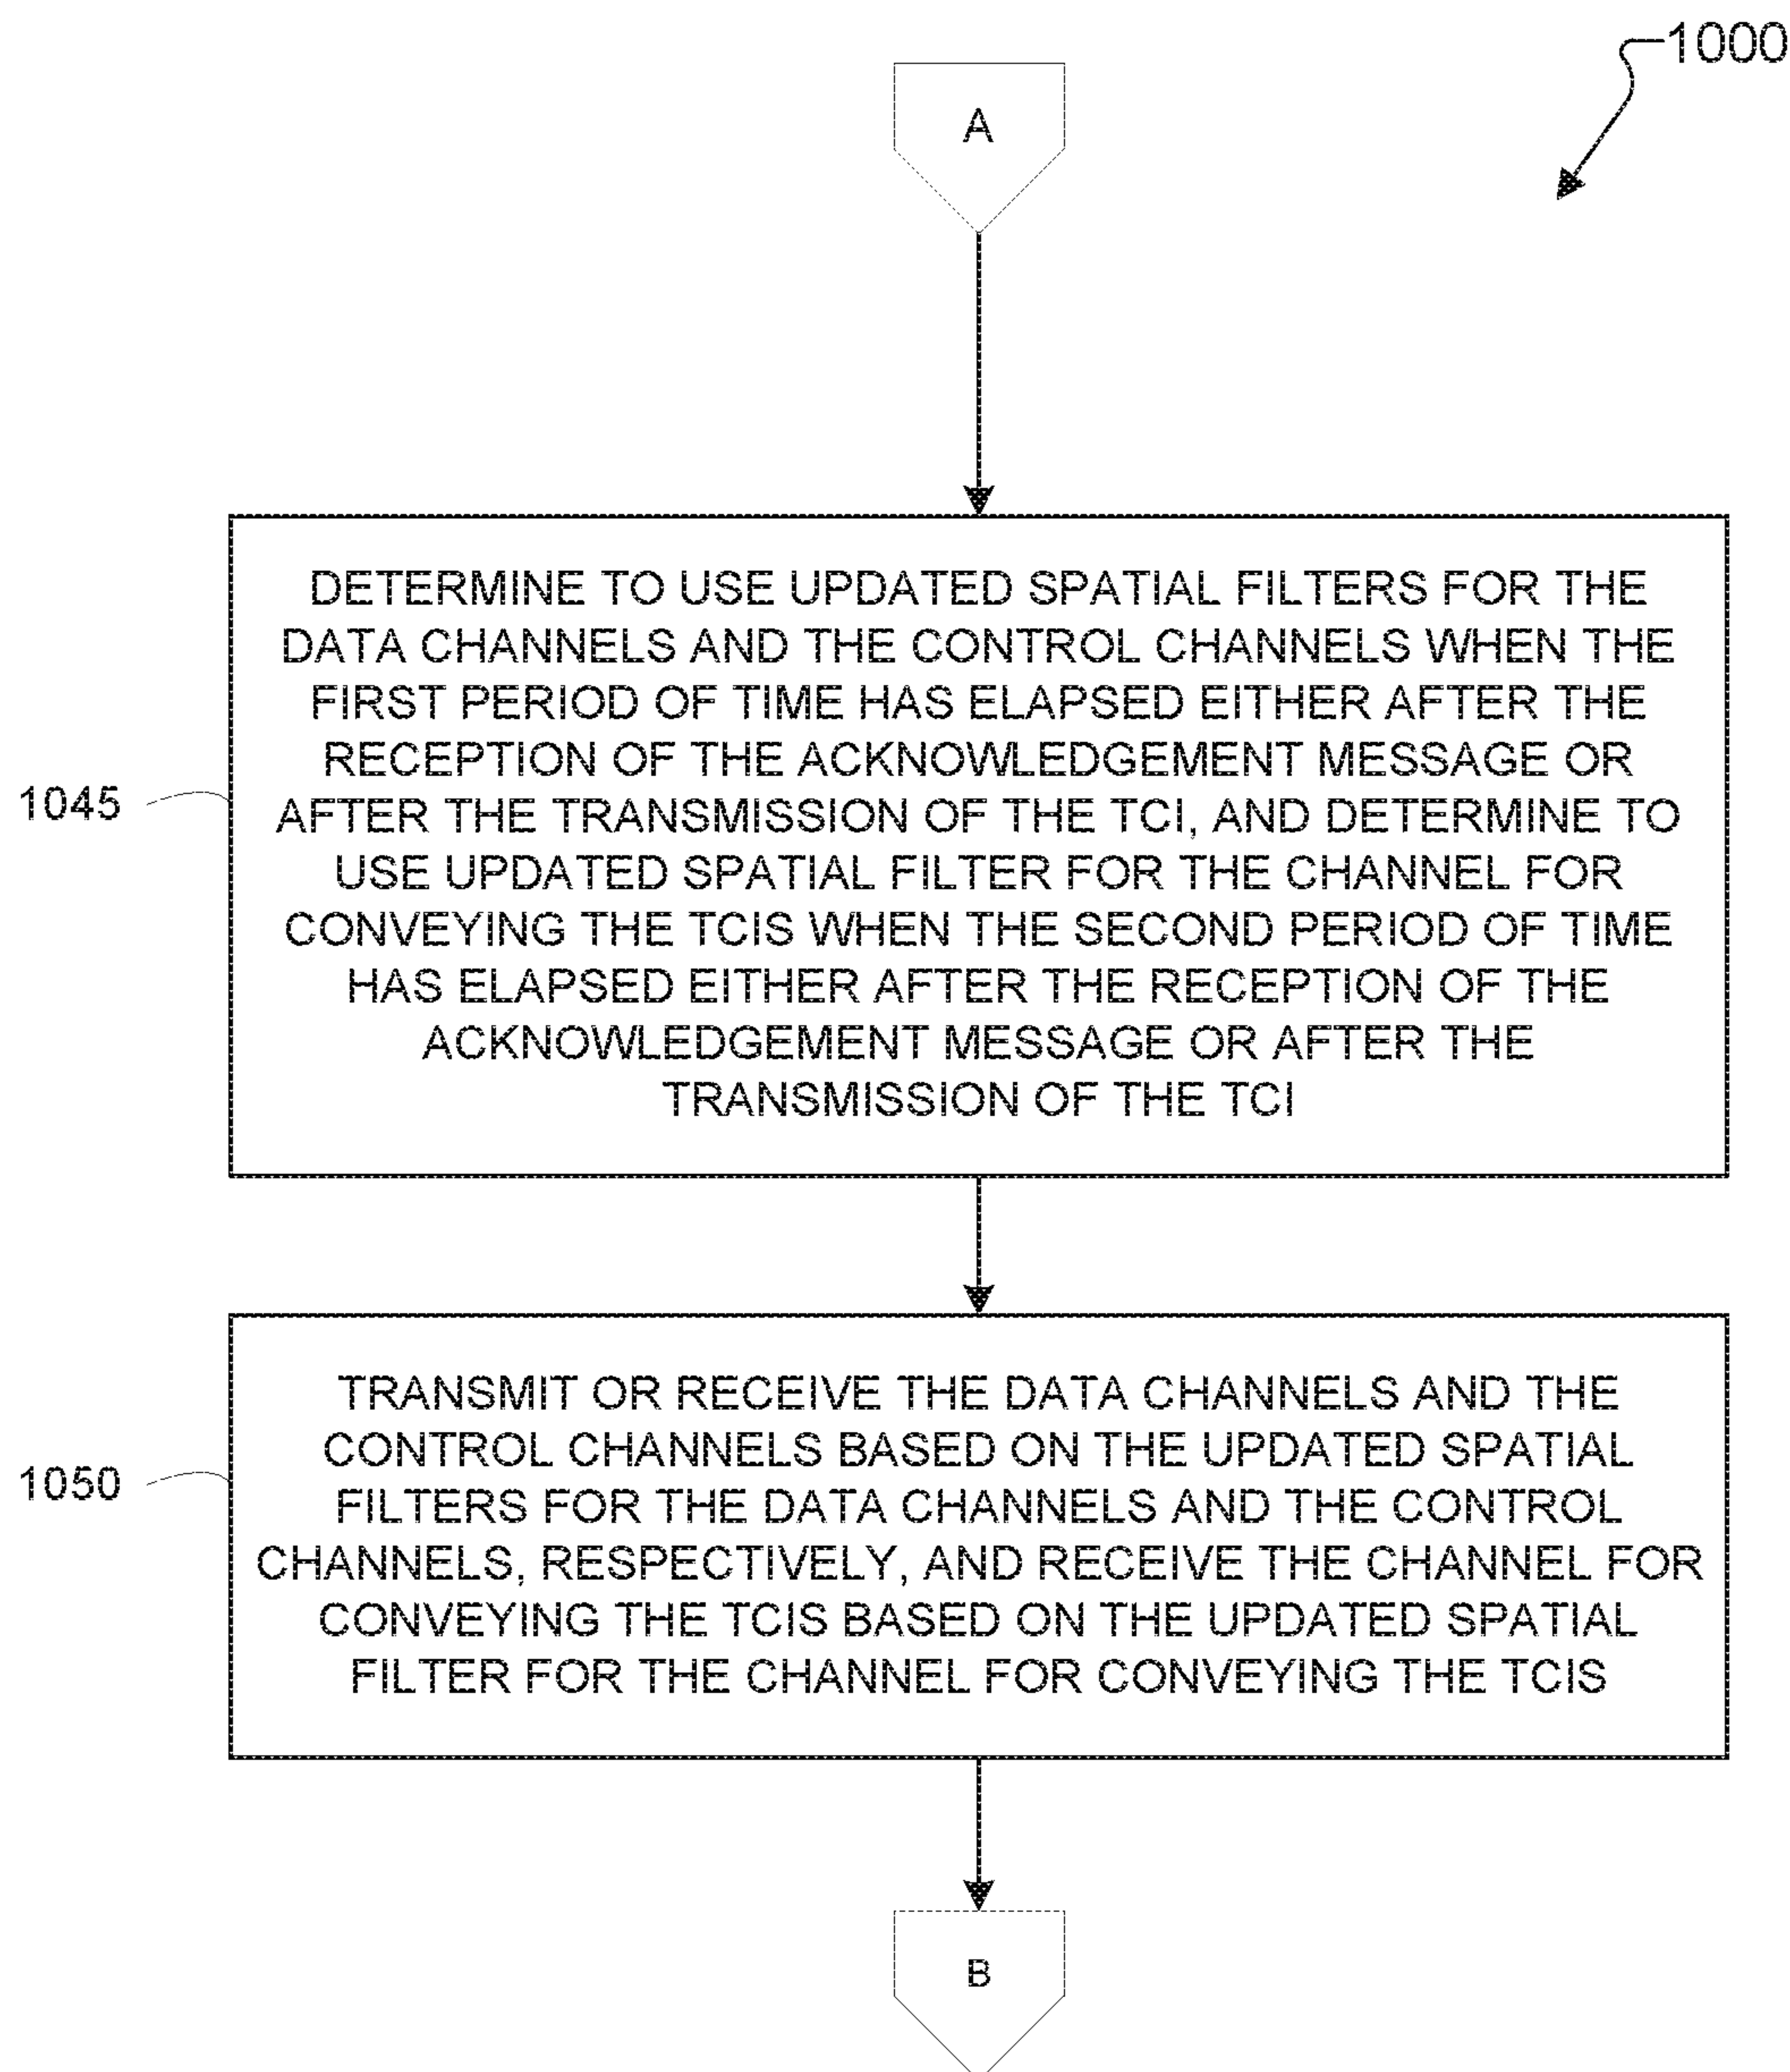 1000
A
DETERMINE TO USE UPDATED SPATIAL FILTERS FOR THE
DATA CHANNELS AND THE CONTROL CHANNELS WHEN THE
FIRST PERIOD OF TIME HAS ELAPSED EITHER AFTER THE
RECEPTION OF THE ACKNOWLEDGEMENT MESSAGE OR
AFTER THE TRANSMISSION OF THE TCI, AND DETERMINE TO
USE UPDATED SPATIAL FILTER FOR THE CHANNEL FOR
CONVEYING THE TCIS WHEN THE SECOND PERIOD OF TIME
HAS ELAPSED EITHER AFTER THE RECEPTION OF THE
ACKNOWLEDGEMENT MESSAGE OR AFTER THE
TRANSMISSION OF THE TCI
1045
TRANSMIT OR RECEIVE THE DATA CHANNELS AND THE
CONTROL CHANNELS BASED ON THE UPDATED SPATIAL
FILTERS FOR THE DATA CHANNELS AND THE CONTROL
CHANNELS, RESPECTIVELY, AND RECEIVE THE CHANNEL FOR
CONVEYING THE TCIS BASED ON THE UPDATED SPATIAL
FILTER FOR THE CHANNEL FOR CONVEYING THE TCIS
1050
B